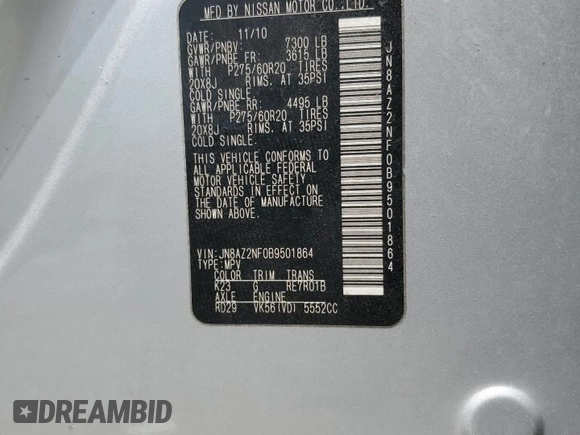 MFD BY NISSAN MOTOR CO.,LTD.
DATE: 11/10
GVWR/PNBV: 7300 LB
GAWR/PNBE FR: 3615 LB
WITH P275/60R20 TIRES
20X8J RIMS. AT 35PSI
COLD SINGLE.
GAWR/PNBE RR: 4495 LB
WITH P275/60R20 TIRES
20X8J RIMS. AT 35PSI
COLD SINGLE.
THIS VEHICLE CONFORMS TO
ALL APPLICABLE FEDERAL
MOTOR VEHICLE SAFETY
STANDARDS IN EFFECT ON
THE DATE OF MANUFACTURE
SHOWN ABOVE.
VIN:JN8AZ2NF0B9501864
TYPE:MPV
COLOR TRIM TRANS
K23 G RE7R01B
AXLE ENGINE
RD29 VK56(VD) 5552CC
JN8AZ2NF0B9501864
DREAMBID